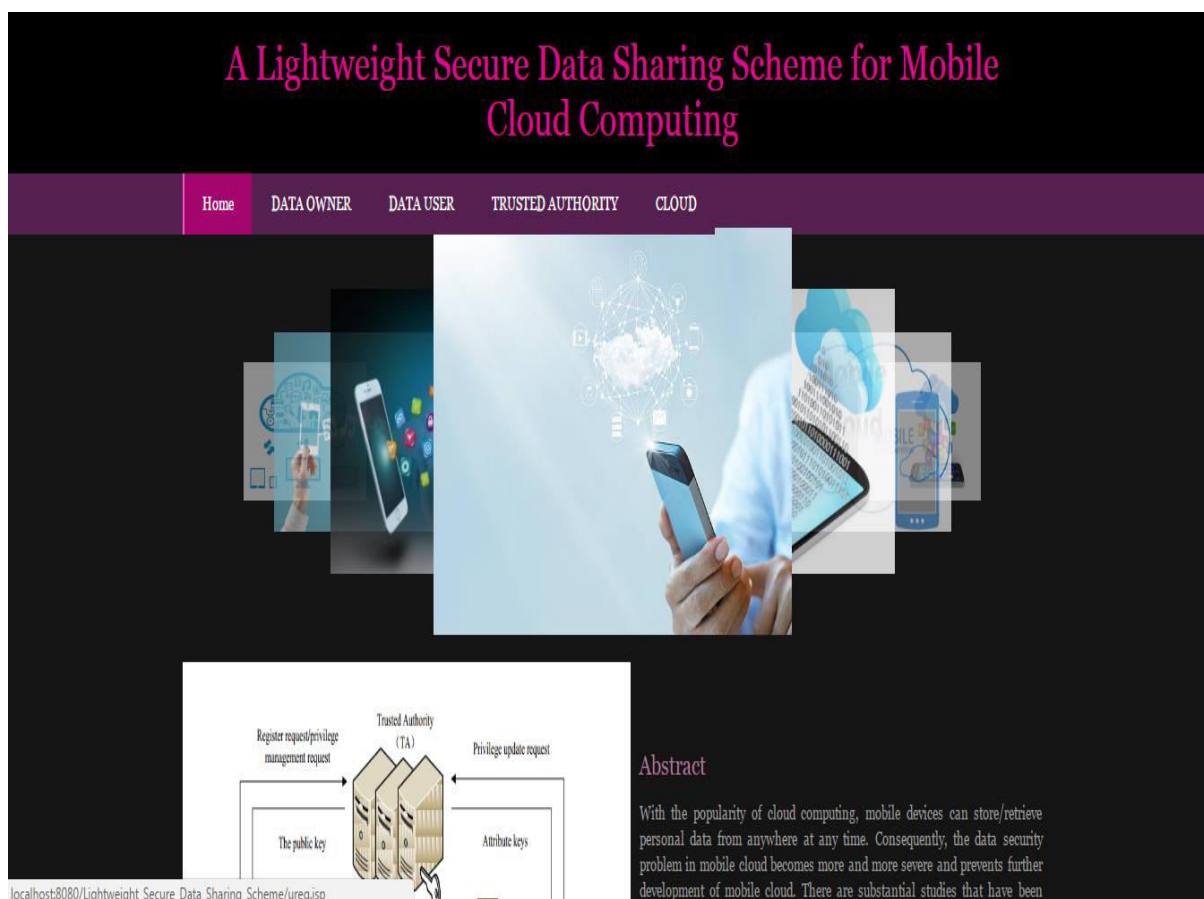 A Lightweight Secure Data Sharing Scheme for Mobile
Cloud Computing
Home DATA OWNER DATA USER TRUSTED AUTHORITY CLOUD
Trusted Authority
(TA)
Register request/privilege
management request
Privilege update request
The public key
Attribute keys
Abstract
With the popularity of cloud computing, mobile devices can store/retrieve
personal data from anywhere at any time. Consequently, the data security
problem in mobile cloud becomes more and more severe and prevents further
development of mobile cloud. There are substantial studies that have been
localhost:8080/Lightweight_Secure_Data_Sharing_Scheme/ureg.jsp